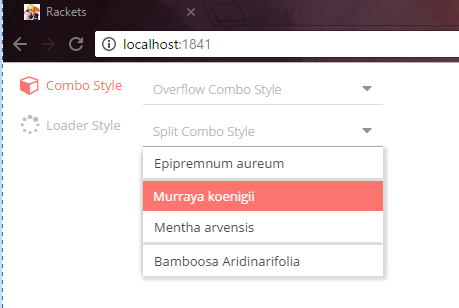 Rackets
localhost:1841
Combo Style
Overflow Combo Style
Loader Style
Split Combo Style
Epipremnum aureum
Murraya koenigii
Mentha arvensis
Bamboosa Aridinarifolia